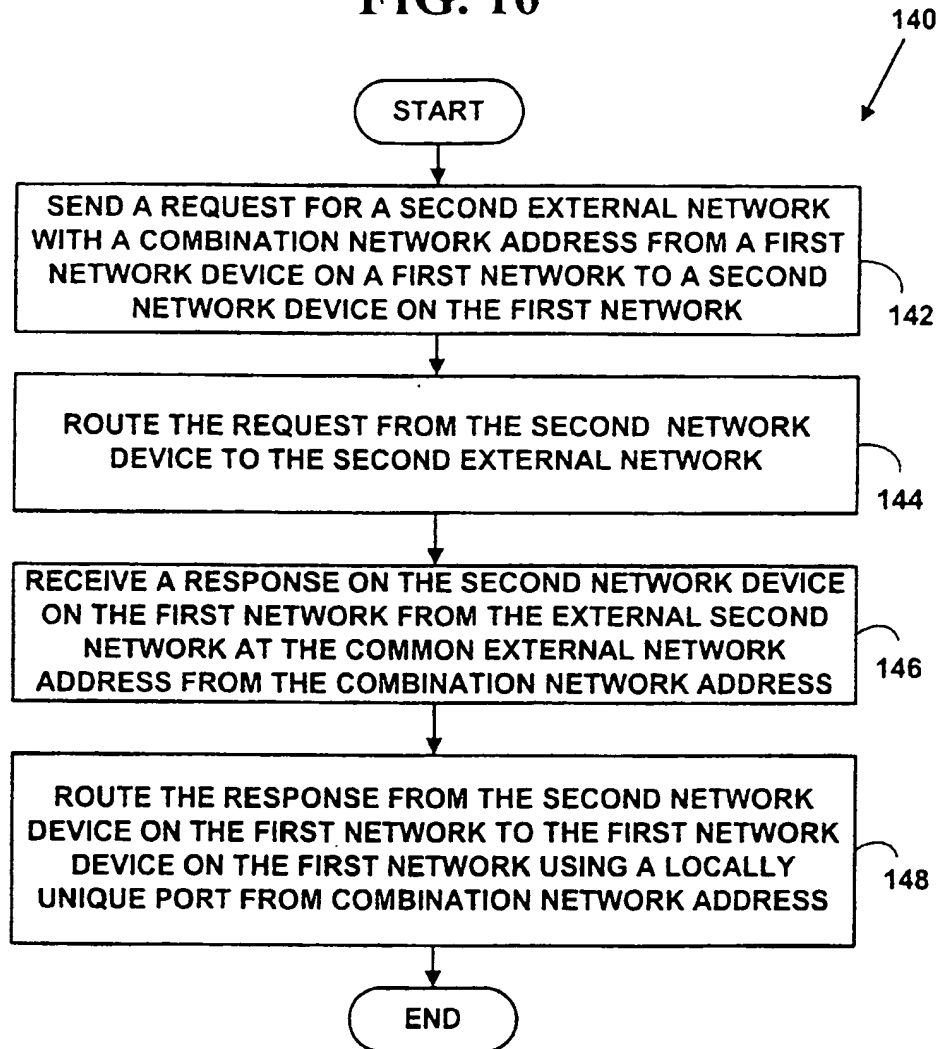 FIG. 10
140
START
SEND A REQUEST FOR A SECOND EXTERNAL NETWORK
WITH A COMBINATION NETWORK ADDRESS FROM A FIRST
NETWORK DEVICE ON A FIRST NETWORK TO A SECOND
NETWORK DEVICE ON THE FIRST NETWORK
142
ROUTE THE REQUEST FROM THE SECOND NETWORK
DEVICE TO THE SECOND EXTERNAL NETWORK
144
RECEIVE A RESPONSE ON THE SECOND NETWORK DEVICE
ON THE FIRST NETWORK FROM THE EXTERNAL SECOND
NETWORK AT THE COMMON EXTERNAL NETWORK
ADDRESS FROM THE COMBINATION NETWORK ADDRESS
146
ROUTE THE RESPONSE FROM THE SECOND NETWORK
DEVICE ON THE FIRST NETWORK TO THE FIRST NETWORK
DEVICE ON THE FIRST NETWORK USING A LOCALLY
UNIQUE PORT FROM COMBINATION NETWORK ADDRESS
148
END